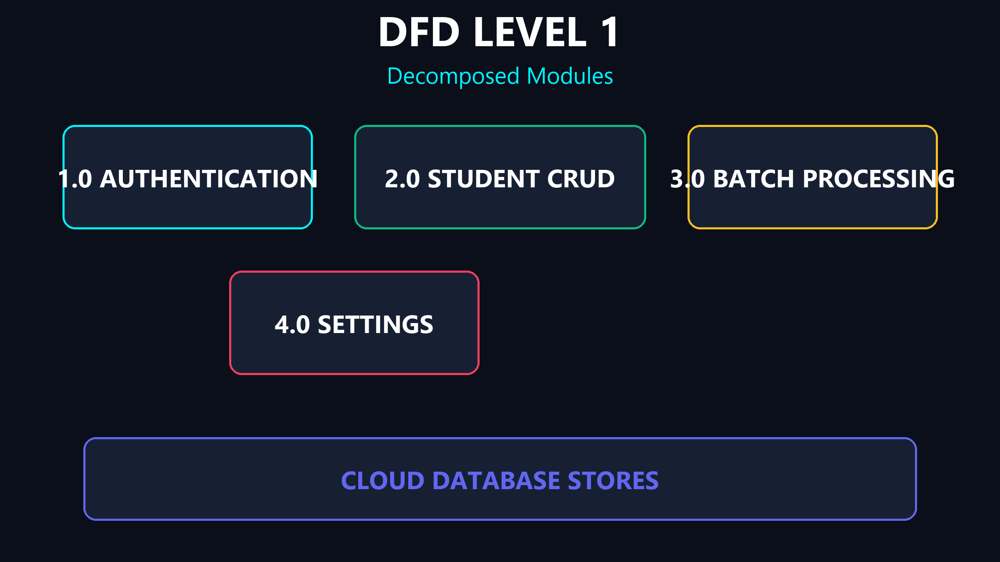 DFD LEVEL 1
Decomposed Modules
1.0 AUTHENTICATION
2.0 STUDENT CRUD
3.0 BATCH PROCESSING
4.0 SETTINGS
CLOUD DATABASE STORES